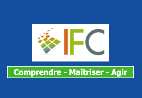 IFC
Comprendre - Maîtriser - Agir